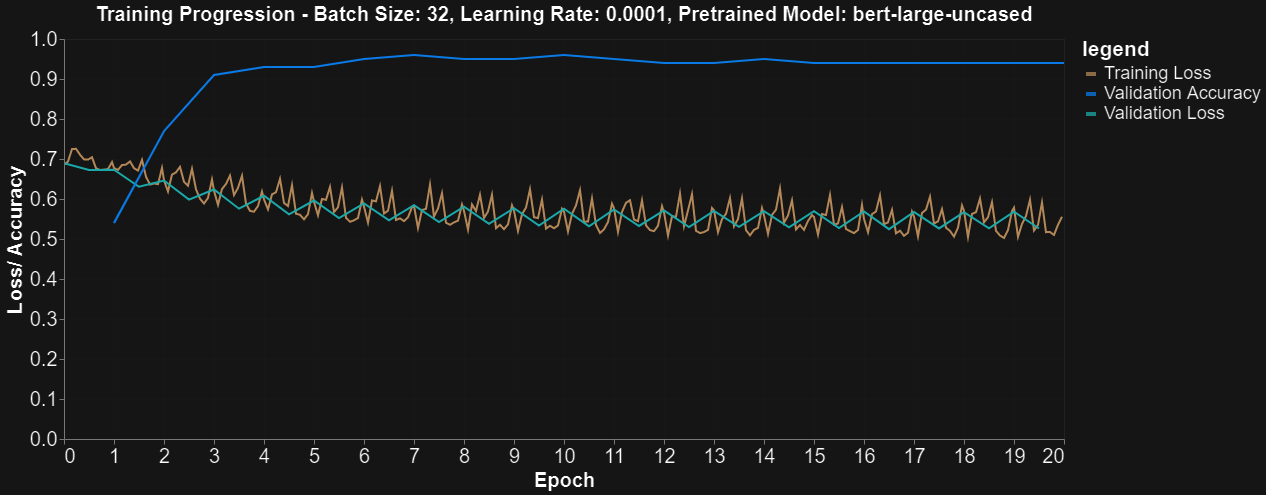 Training Progression - Batch Size: 32, Learning Rate: 0.0001, Pretrained Model: bert-large-uncased
1.0
0.9
0.8
0.7
0.6
0.5
0.4
0.3
0.2
0.1
0.0
Loss/ Accuracy
0 1 2 3 4 5 6 7 8 9 10 11 12 13 14 15 16 17 18 19 20
Epoch
legend
Training Loss
Validation Accuracy
Validation Loss